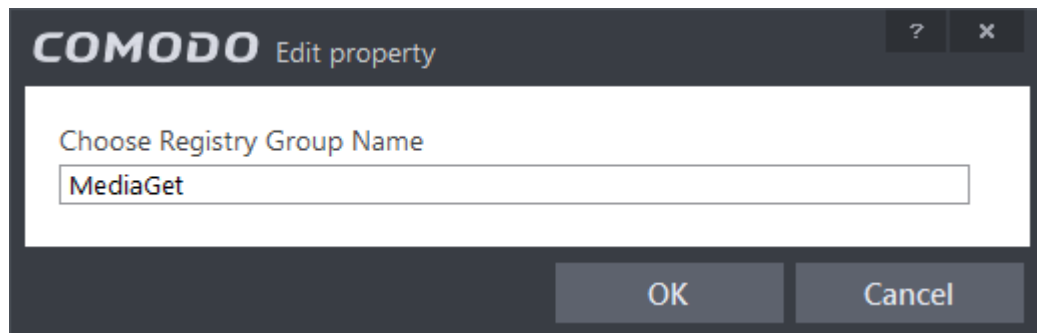 COMODO Edit property ? ×
Choose Registry Group Name
MediaGet
OK Cancel